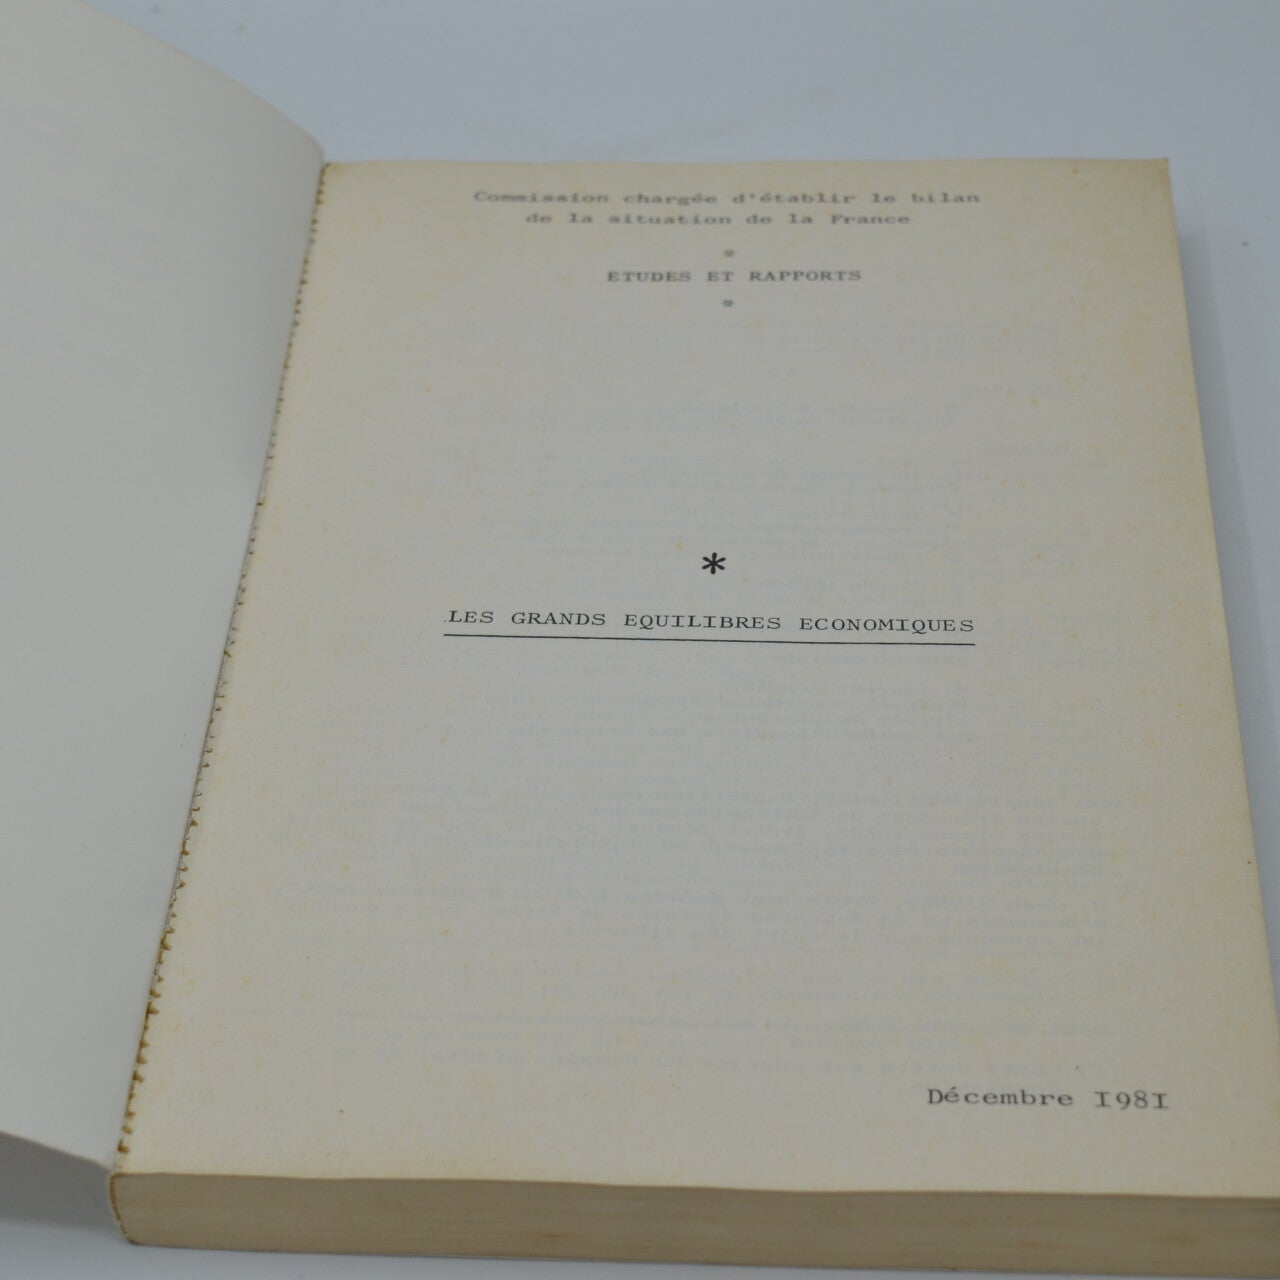 Commission chargée d'établir le bilan
de la situation de la France
*
ETUDES ET RAPPORTS
*
*
LES GRANDS EQUILIBRES ECONOMIQUES
Décembre 1981